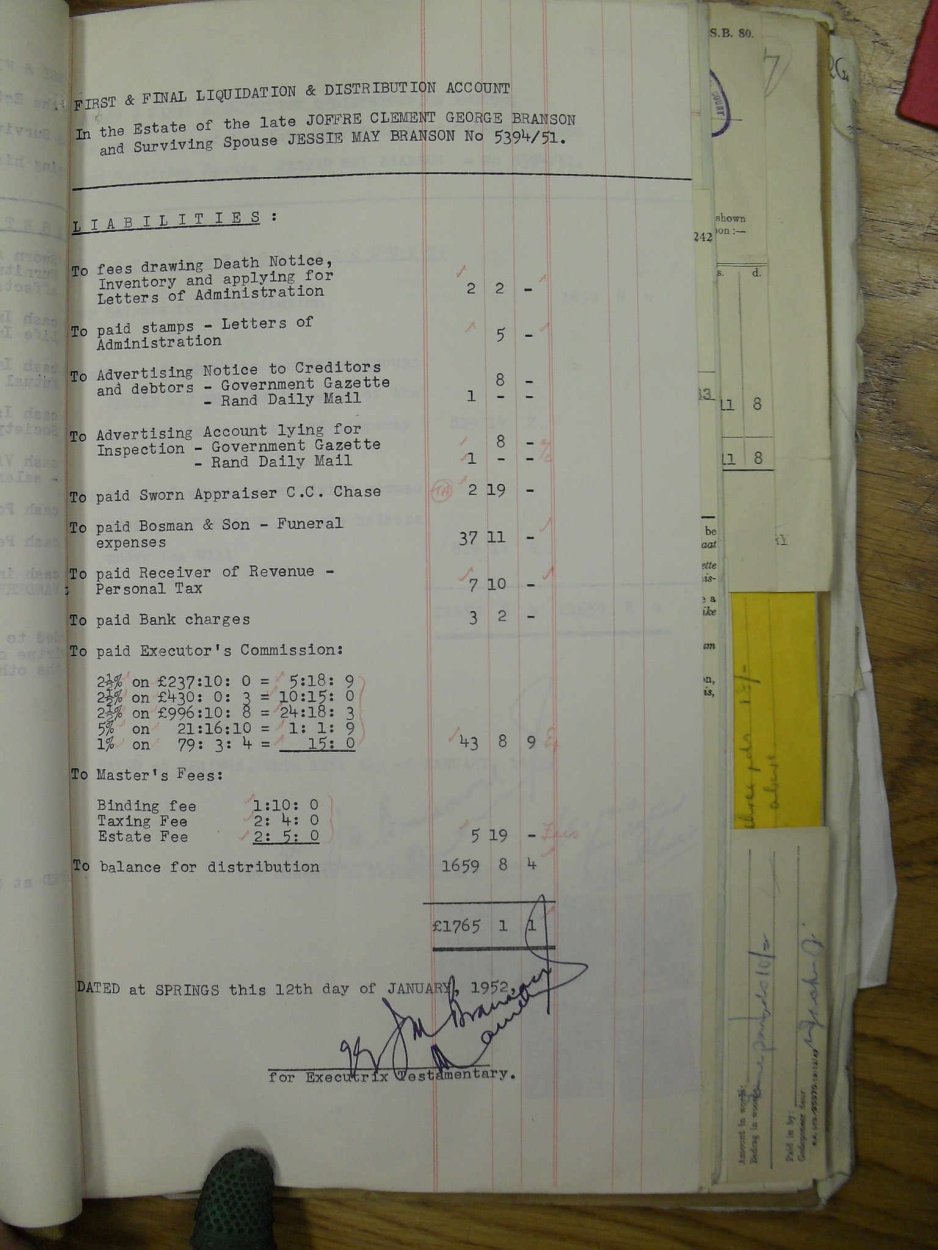 FIRST & FINAL LIQUIDATION & DISTRIBUTION ACCOUNT
In the Estate of the late JOFFRE CLEMENT GEORGE BRANSON
and Surviving Spouse JESSIE MAY BRANSON No 5394/51.
LIABILITIES:
To fees drawing Death Notice,
Inventory and applying for
Letters of Administration 2 2 -
To paid stamps - Letters of
Administration 5 -
To Advertising Notice to Creditors
and debtors - Government Gazette 8 -
- Rand Daily Mail 1 - -
To Advertising Account lying for
Inspection - Government Gazette 8 -
- Rand Daily Mail 1 - -
To paid Sworn Appraiser C.C. Chase 2 19 -
To paid Bosman & Son - Funeral
expenses 37 11 -
To paid Receiver of Revenue -
Personal Tax 7 10 -
To paid Bank charges 3 2 -
To paid Executor's Commission:
2½% on £237:10: 0 = 5:18: 9
2½% on £430: 0: 3 = 10:15: 0
2½% on £996:10: 8 = 24:18: 3
5% on 21:16:10 = 1: 1: 9
1% on 79: 3: 4 = 15: 0 43 8 9
To Master's Fees:
Binding fee 1:10: 0
Taxing Fee 2: 4: 0
Estate Fee 2: 5: 0 5 19 -
To balance for distribution 1659 8 4
£1765 1 1
DATED at SPRINGS this 12th day of JANUARY, 1952.
JM Branson
for Executrix Testamentary.
S.B. 80.
shown
242
s. d.
11 8
11 8
be
Amount in words:
Paid in by: